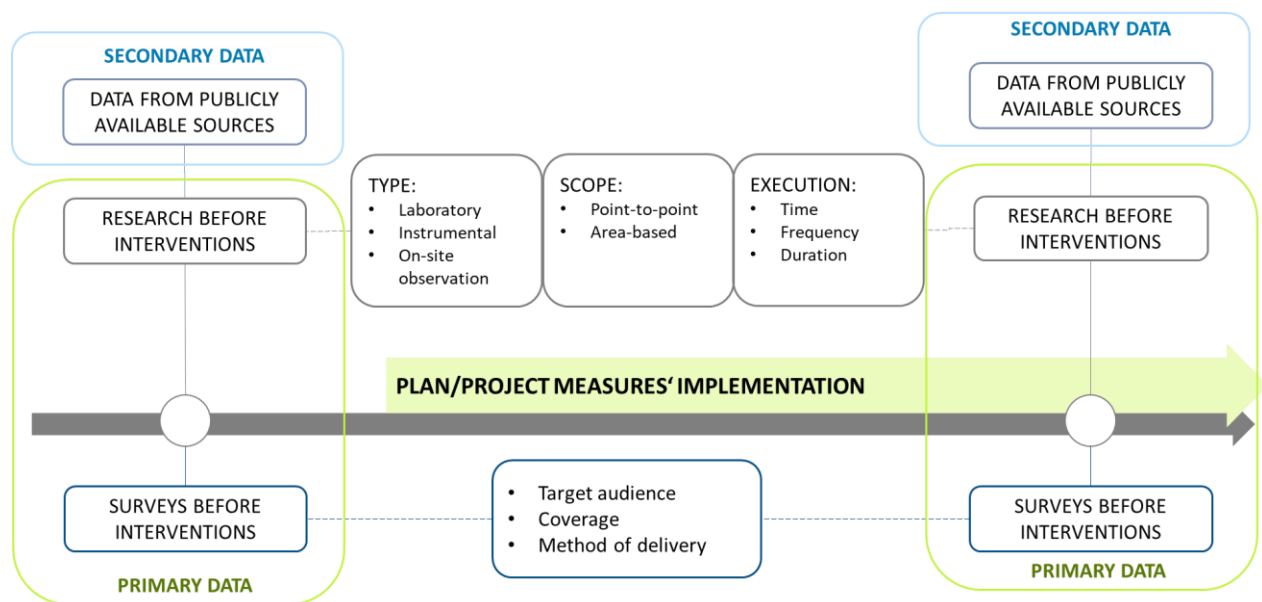 SECONDARY DATA
DATA FROM PUBLICLY
AVAILABLE SOURCES
SECONDARY DATA
DATA FROM PUBLICLY
AVAILABLE SOURCES
RESEARCH BEFORE
INTERVENTIONS
TYPE:
• Laboratory
• Instrumental
• On-site
observation
SCOPE:
• Point-to-point
• Area-based
EXECUTION:
• Time
• Frequency
• Duration
RESEARCH BEFORE
INTERVENTIONS
PLAN/PROJECT MEASURES‘ IMPLEMENTATION
SURVEYS BEFORE
INTERVENTIONS
• Target audience
• Coverage
• Method of delivery
SURVEYS BEFORE
INTERVENTIONS
PRIMARY DATA
PRIMARY DATA